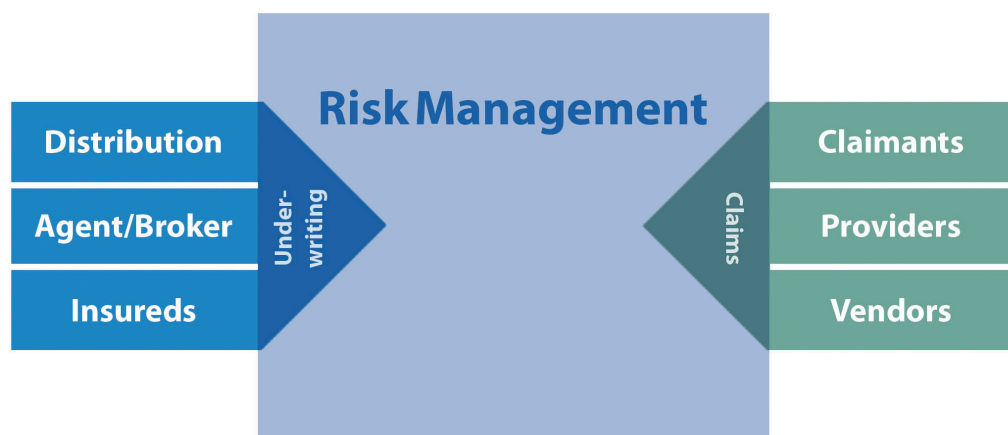 Risk Management
Distribution
Agent/Broker
Insureds
Under-
writing
Claims
Claimants
Providers
Vendors